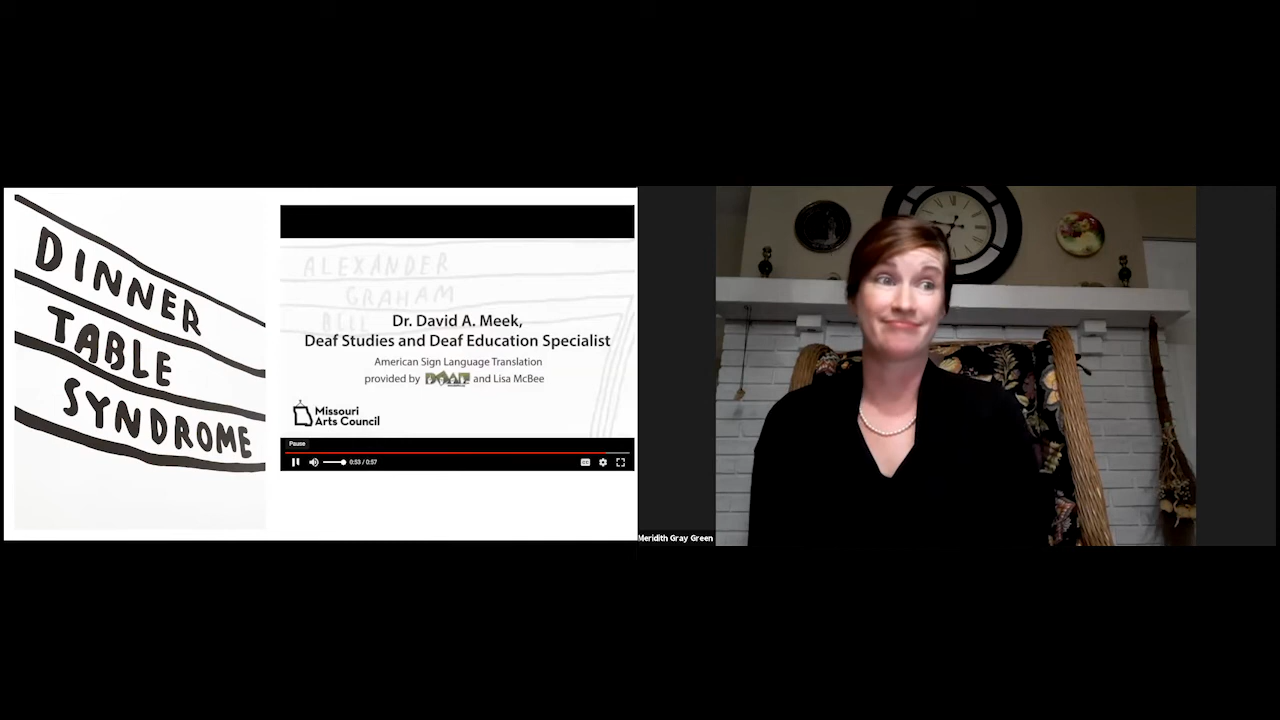 DINNER
TABLE
SYNDROME
ALEXANDER
GRAHAM
BELL
Dr. David A. Meek,
Deaf Studies and Deaf Education Specialist
American Sign Language Translation
provided by
and Lisa McBee
Missouri
Arts Council
Pause
0:53 / 0:57
CC
Meridith Gray Green